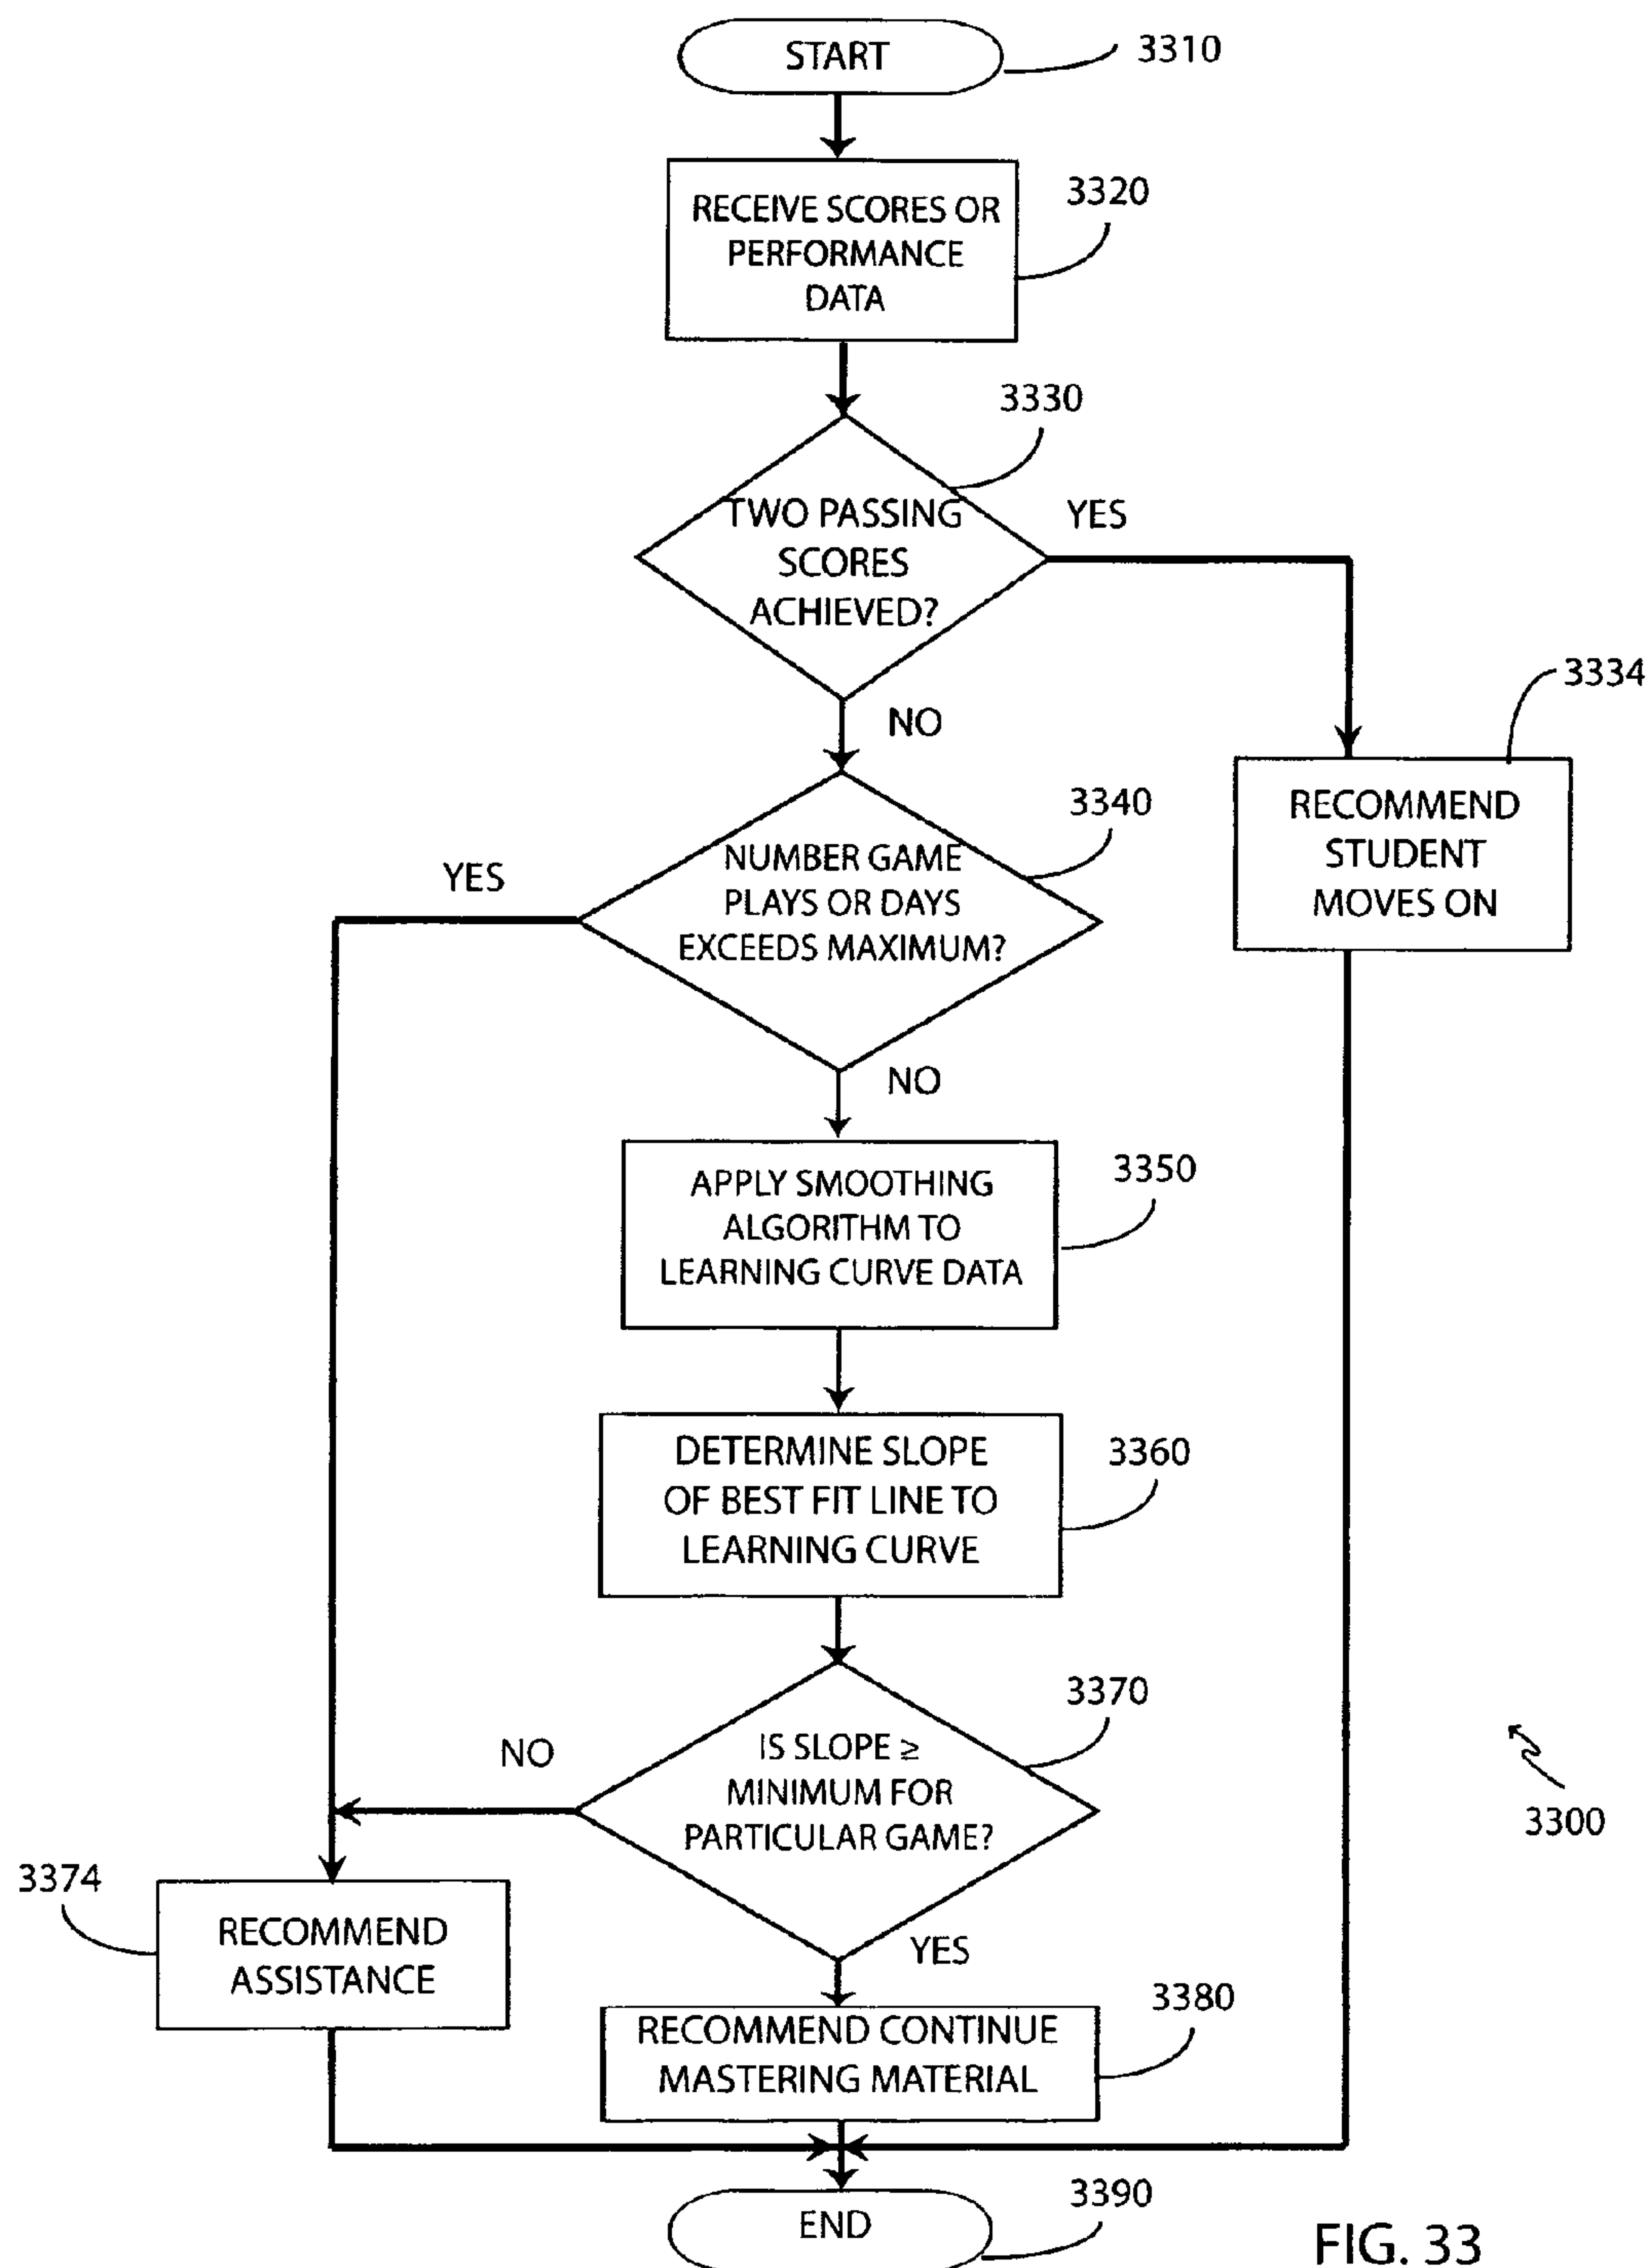 START
3310
RECEIVE SCORES OR
PERFORMANCE
DATA
3320
3330
TWO PASSING
SCORES
ACHIEVED?
YES
NO
3334
RECOMMEND
STUDENT
MOVES ON
3340
NUMBER GAME
PLAYS OR DAYS
EXCEEDS MAXIMUM?
YES
NO
3350
APPLY SMOOTHING
ALGORITHM TO
LEARNING CURVE DATA
3360
DETERMINE SLOPE
OF BEST FIT LINE TO
LEARNING CURVE
3370
IS SLOPE ≥
MINIMUM FOR
PARTICULAR GAME?
NO
YES
3300
3374
RECOMMEND
ASSISTANCE
3380
RECOMMEND CONTINUE
MASTERING MATERIAL
END
3390
FIG. 33